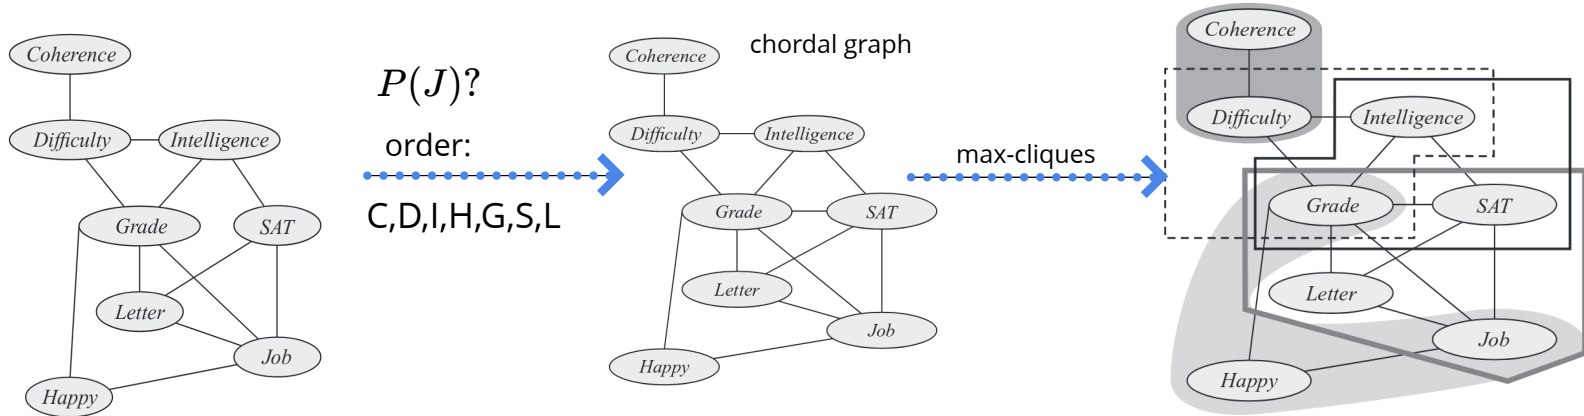 Coherence
Difficulty
Intelligence
Grade
SAT
Letter
Job
Happy
P(J)?
order:
C,D,I,H,G,S,L
chordal graph
Coherence
Difficulty
Intelligence
Grade
SAT
Letter
Job
Happy
max-cliques
Coherence
Difficulty
Intelligence
Grade
SAT
Letter
Job
Happy